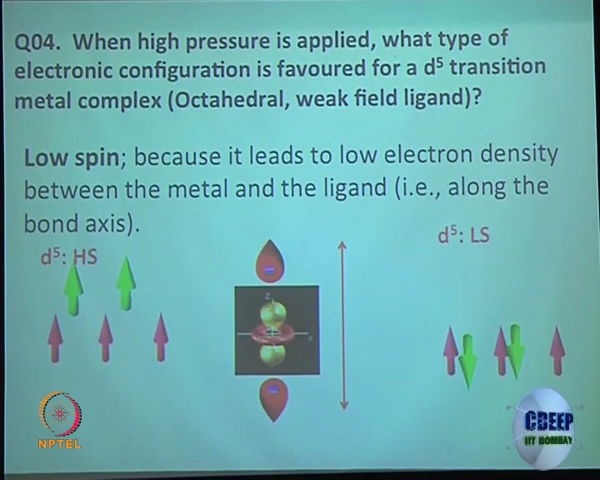 Q04. When high pressure is applied, what type of
electronic configuration is favoured for a d⁵ transition
metal complex (Octahedral, weak field ligand)?
Low spin; because it leads to low electron density
between the metal and the ligand (i.e., along the
bond axis).
d⁵: HS
d⁵: LS
z
x
NPTEL
CDEEP
IIT BOMBAY